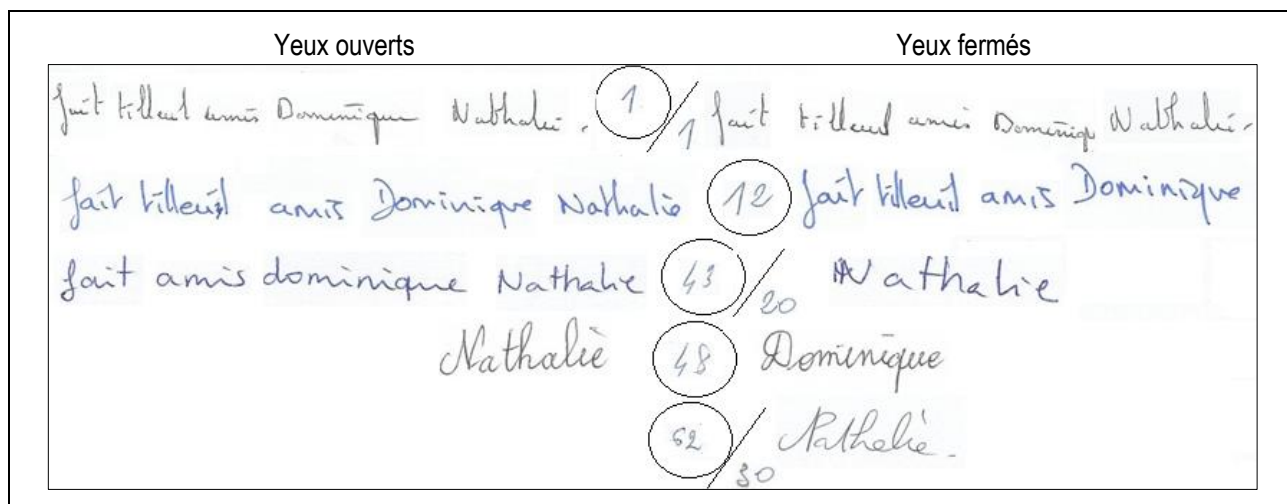 Yeux ouverts Yeux fermés
fait tilleul amis Dominique Nathalie. 1/1 fait tilleul amis Dominiq Nathalie.
fait tilleul amis Dominique Nathalie 12 fait tilleul amis Dominique
fait amis dominique Nathalie 43/20 Nathalie
Nathalie 48 Dominique
62/30 Nathalie.